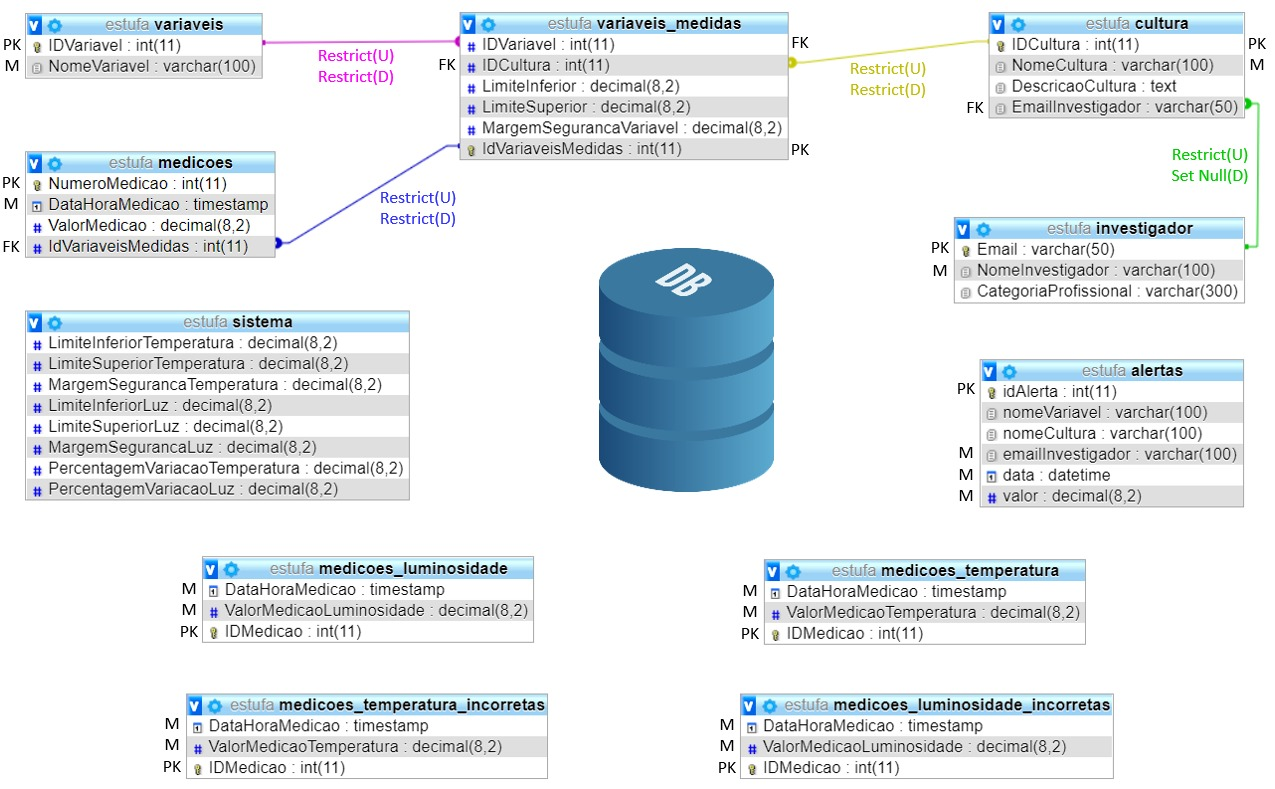 estufa variaveis
PK IDVariavel : int(11)
M NomeVariavel : varchar(100)
Restrict(U)
Restrict(D)
estufa variaveis_medidas
IDVariavel : int(11) FK
FK IDCultura : int(11)
LimiteInferior : decimal(8,2)
LimiteSuperior : decimal(8,2)
MargemSegurancaVariavel : decimal(8,2)
IdVariaveisMedidas : int(11) PK
Restrict(U)
Restrict(D)
estufa cultura
IDCultura : int(11) PK
NomeCultura : varchar(100) M
DescricaoCultura : text
FK EmailInvestigador : varchar(50)
estufa medicoes
PK NumeroMedicao : int(11)
M DataHoraMedicao : timestamp
ValorMedicao : decimal(8,2)
FK IdVariaveisMedidas : int(11)
Restrict(U)
Restrict(D)
Restrict(U)
Set Null(D)
estufa investigador
PK Email : varchar(50)
M NomeInvestigador : varchar(100)
CategoriaProfissional : varchar(300)
DB
estufa sistema
LimiteInferiorTemperatura : decimal(8,2)
LimiteSuperiorTemperatura : decimal(8,2)
MargemSegurancaTemperatura : decimal(8,2)
LimiteInferiorLuz : decimal(8,2)
LimiteSuperiorLuz : decimal(8,2)
MargemSegurancaLuz : decimal(8,2)
PercentagemVariacaoTemperatura : decimal(8,2)
PercentagemVariacaoLuz : decimal(8,2)
estufa alertas
PK idAlerta : int(11)
nomeVariavel : varchar(100)
nomeCultura : varchar(100)
M emailInvestigador : varchar(100)
M data : datetime
M valor : decimal(8,2)
estufa medicoes_luminosidade
M DataHoraMedicao : timestamp
M ValorMedicaoLuminosidade : decimal(8,2)
PK IDMedicao : int(11)
estufa medicoes_temperatura
M DataHoraMedicao : timestamp
M ValorMedicaoTemperatura : decimal(8,2)
PK IDMedicao : int(11)
estufa medicoes_temperatura_incorretas
M DataHoraMedicao : timestamp
M ValorMedicaoTemperatura : decimal(8,2)
PK IDMedicao : int(11)
estufa medicoes_luminosidade_incorretas
M DataHoraMedicao : timestamp
M ValorMedicaoLuminosidade : decimal(8,2)
PK IDMedicao : int(11)